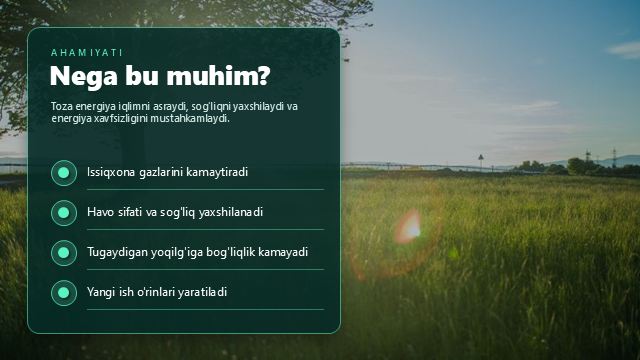 AHAMIYATI
Nega bu muhim?
Toza energiya iqlimni asraydi, sog'liqni yaxshilaydi va
energiya xavfsizligini mustahkamlaydi.
Issiqxona gazlarini kamaytiradi
Havo sifati va sog'liq yaxshilanadi
Tugaydigan yoqilg'iga bog'liqlik kamayadi
Yangi ish o'rinlari yaratiladi